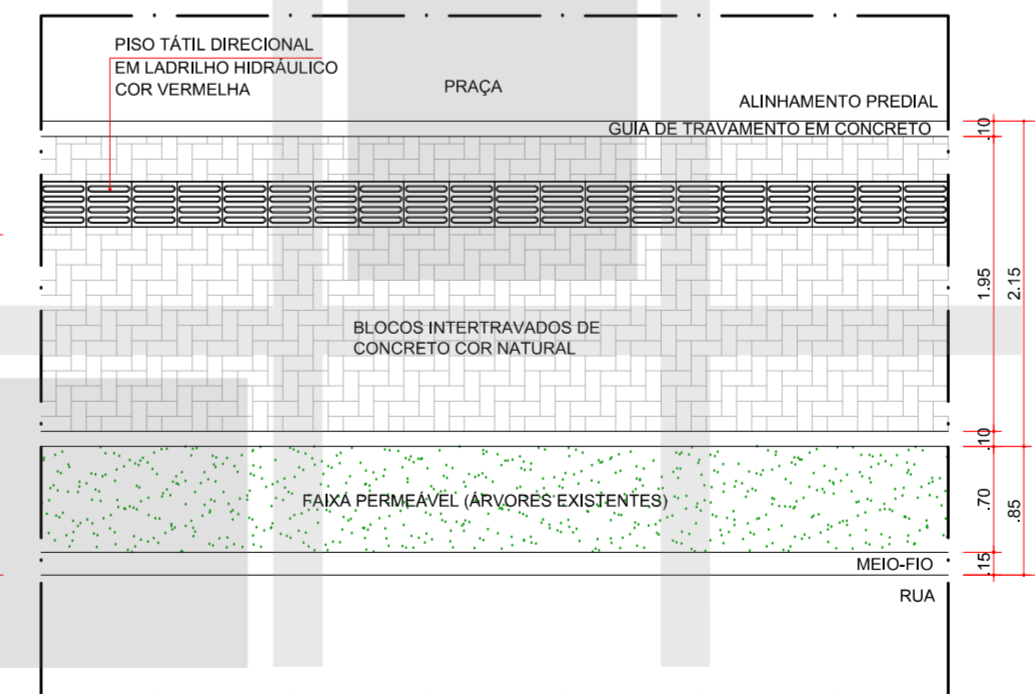 PISO TÁTIL DIRECIONAL
EM LADRILHO HIDRÁULICO
COR VERMELHA
PRAÇA
ALINHAMENTO PREDIAL
GUIA DE TRAVAMENTO EM CONCRETO
.10
1.95
2.15
BLOCOS INTERTRAVADOS DE
CONCRETO COR NATURAL
.10
FAIXA PERMEÁVEL (ÁRVORES EXISTENTES)
.70
.85
MEIO-FIO
.15
RUA